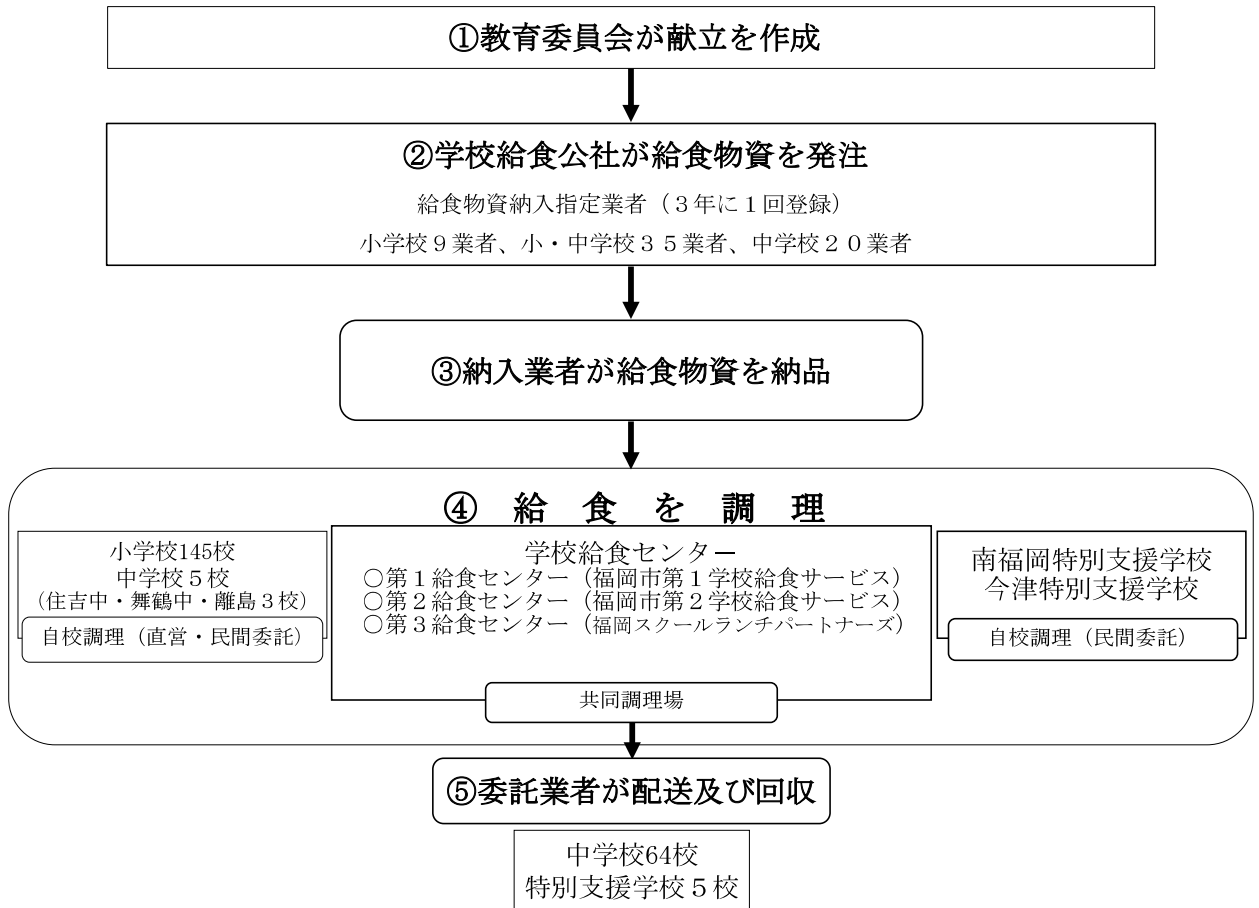 ①教育委員会が献立を作成
②学校給食公社が給食物資を発注
給食物資納入指定業者（３年に１回登録）
小学校９業者、小・中学校３５業者、中学校２０業者
③納入業者が給食物資を納品
④　給　食　を　調　理
小学校145校
中学校５校
（住吉中・舞鶴中・離島３校）
自校調理（直営・民間委託）
学校給食センター
○第１給食センター（福岡市第１学校給食サービス）
○第２給食センター（福岡市第２学校給食サービス）
○第３給食センター（福岡スクールランチパートナーズ）
共同調理場
南福岡特別支援学校
今津特別支援学校
自校調理（民間委託）
⑤委託業者が配送及び回収
中学校64校
特別支援学校５校